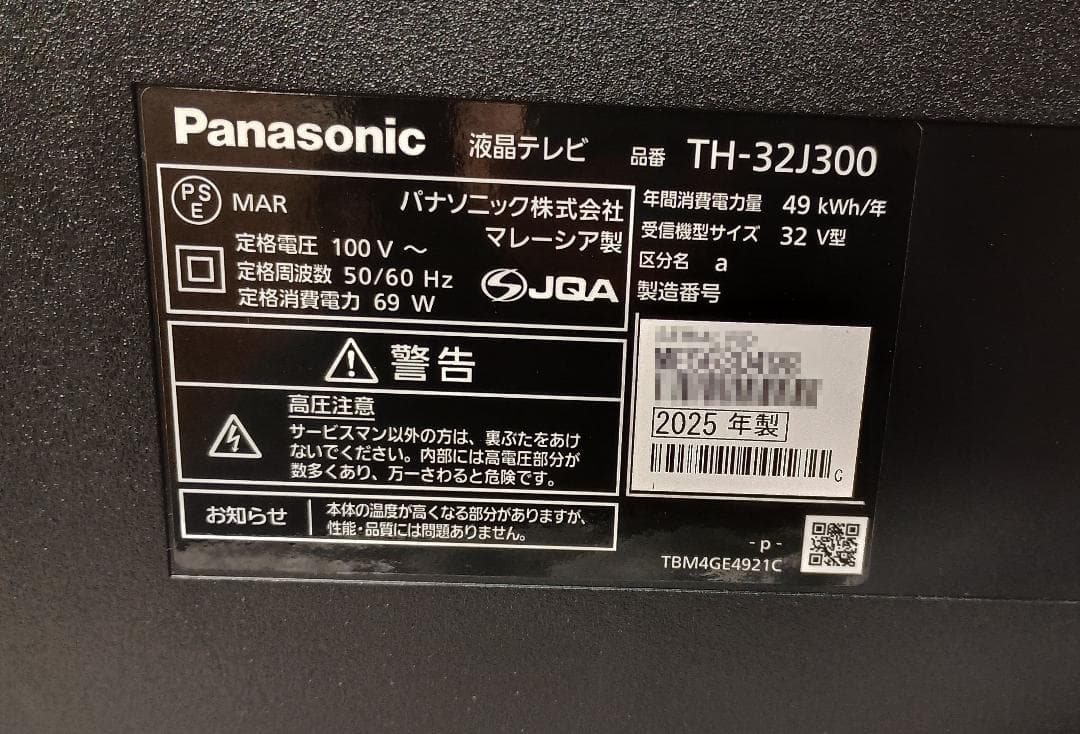 Panasonic 液晶テレビ 品番 TH-32J300
PSE MAR パナソニック株式会社
マレーシア製
定格電圧 100 V ～
定格周波数 50/60 Hz
定格消費電力 69 W
JQA
年間消費電力量 49 kWh/年
受信機型サイズ 32 V型
区分名 a
製造番号
2025 年製
C
警告
高圧注意
サービスマン以外の方は、裏ぶたをあけ
ないでください。内部には高電圧部分が
数多くあり、万一さわると危険です。
お知らせ
本体の温度が高くなる部分がありますが、
性能・品質には問題ありません。
- p -
TBM4GE4921C